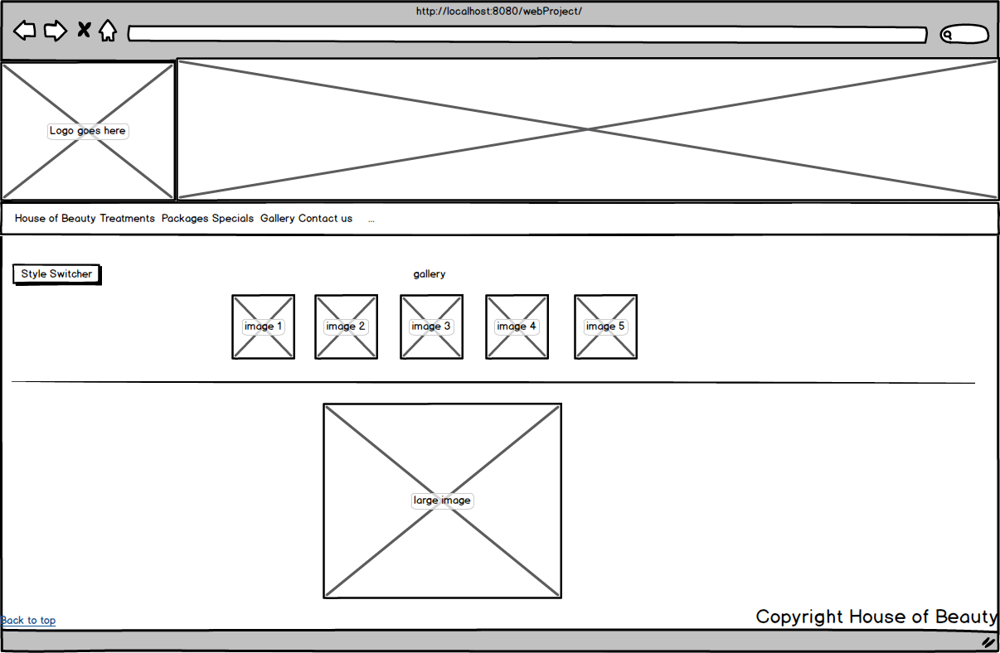 http://localhost:8080/webProject/
Logo goes here
House of Beauty Treatments Packages Specials Gallery Contact us ...
Style Switcher
gallery
image 1 image 2 image 3 image 4 image 5
large image
Back to top
Copyright House of Beauty